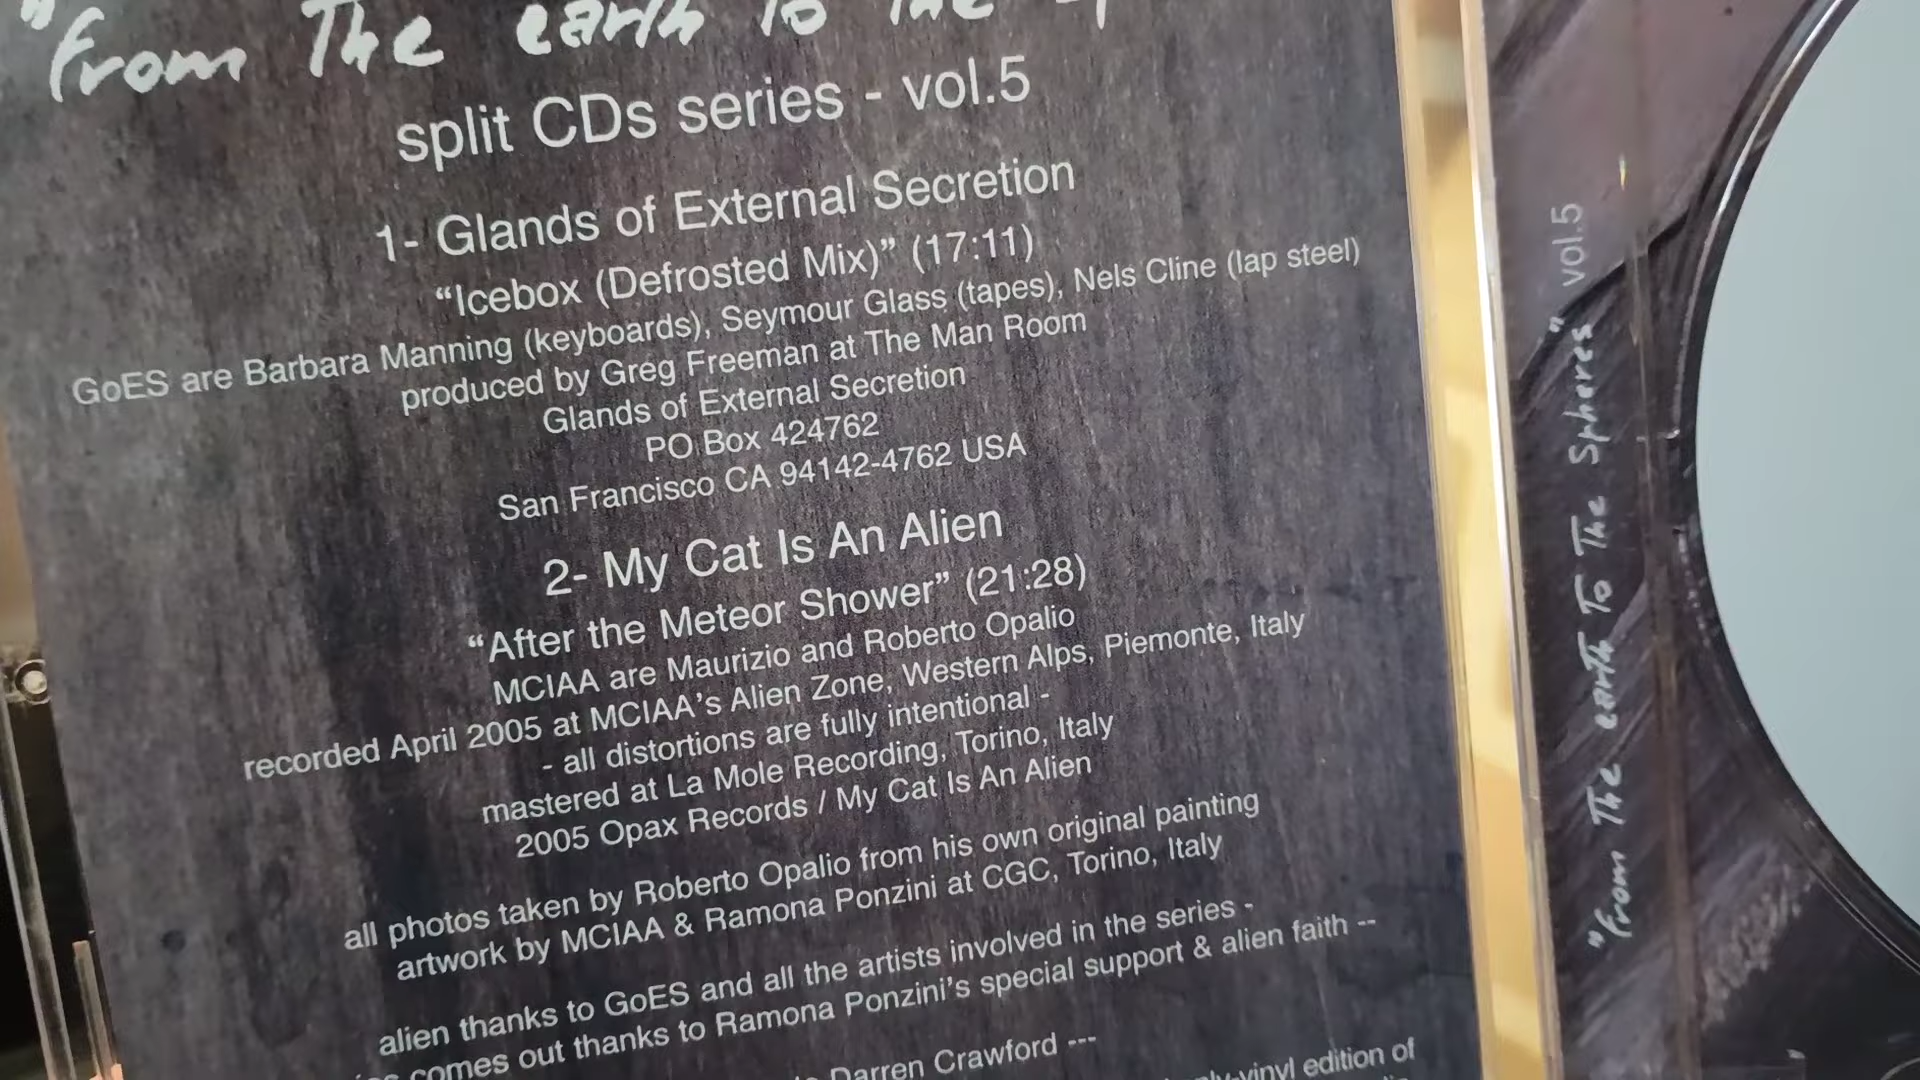 "from The earth To The
split CDs series - vol.5
1- Glands of External Secretion
“Icebox (Defrosted Mix)” (17:11)
GoES are Barbara Manning (keyboards), Seymour Glass (tapes), Nels Cline (lap steel)
produced by Greg Freeman at The Man Room
Glands of External Secretion
PO Box 424762
San Francisco CA 94142-4762 USA
2- My Cat Is An Alien
“After the Meteor Shower” (21:28)
MCIAA are Maurizio and Roberto Opalio
recorded April 2005 at MCIAA’s Alien Zone, Western Alps, Piemonte, Italy
- all distortions are fully intentional -
mastered at La Mole Recording, Torino, Italy
2005 Opax Records / My Cat Is An Alien
all photos taken by Roberto Opalio from his own original painting
artwork by MCIAA & Ramona Ponzini at CGC, Torino, Italy
alien thanks to GoES and all the artists involved in the series -
comes out thanks to Ramona Ponzini’s special support & alien faith --
Darren Crawford ---
-vinyl edition of
"from The earth To The Spheres" vol.5